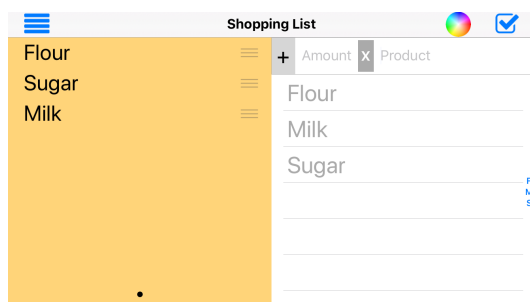 Shopping List
Flour
Sugar
Milk
+ Amount X Product
Flour
Milk
Sugar
F
M
S